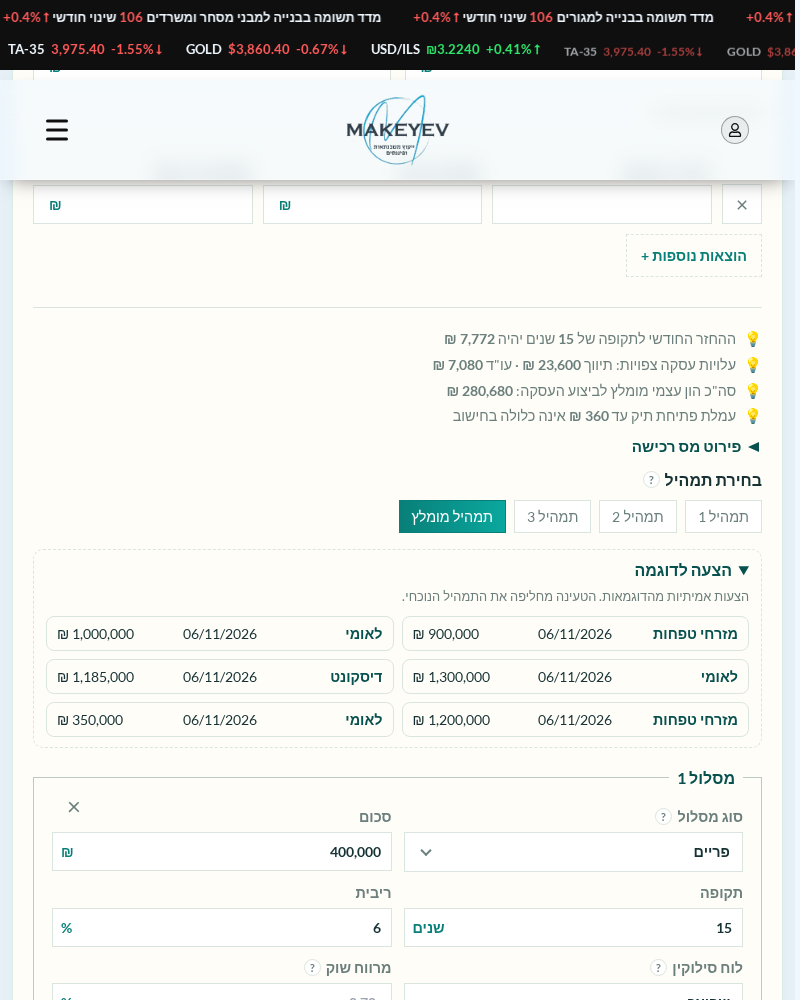 +0.4%↑ מדד תשומה בבנייה למגורים 106 שינוי חודשי +0.4%↑ מדד תשומה בבנייה למבני מסחר ומשרדים 106 שינוי חודשי +0.4%↑
TA-35 3,975.40 -1.55%↓ GOLD $3,860.40 -0.67%↓ USD/ILS ₪3.2240 +0.41%↑ TA-35 3,975.40 -1.55%↓ GOLD $3,86
MAKEYEV
ייעוץ משכנתאות
ופיננסים
× ₪ ₪
הוצאות נוספות +
💡 ההחזר החודשי לתקופה של 15 שנים יהיה 7,772 ₪
💡 עלויות עסקה צפויות: תיווך 23,600 ₪ · עו"ד 7,080 ₪
💡 סה"כ הון עצמי מומלץ לביצוע העסקה: 280,680 ₪
💡 עמלת פתיחת תיק עד 360 ₪ אינה כלולה בחישוב
◀ פירוט מס רכישה
בחירת תמהיל ?
תמהיל 1 תמהיל 2 תמהיל 3 תמהיל מומלץ
▼ הצעה לדוגמה
הצעות אמיתיות מהדוגמאות. הטעינה מחליפה את התמהיל הנוכחי.
מזרחי טפחות 06/11/2026 900,000 ₪ לאומי 06/11/2026 1,000,000 ₪
לאומי 06/11/2026 1,300,000 ₪ דיסקונט 06/11/2026 1,185,000 ₪
מזרחי טפחות 06/11/2026 1,200,000 ₪ לאומי 06/11/2026 350,000 ₪
מסלול 1
×
סוג מסלול ? סכום
פריים 400,000 ₪
תקופה ריבית
15 שנים 6 %
לוח סילוקין ? מרווח שוק ?